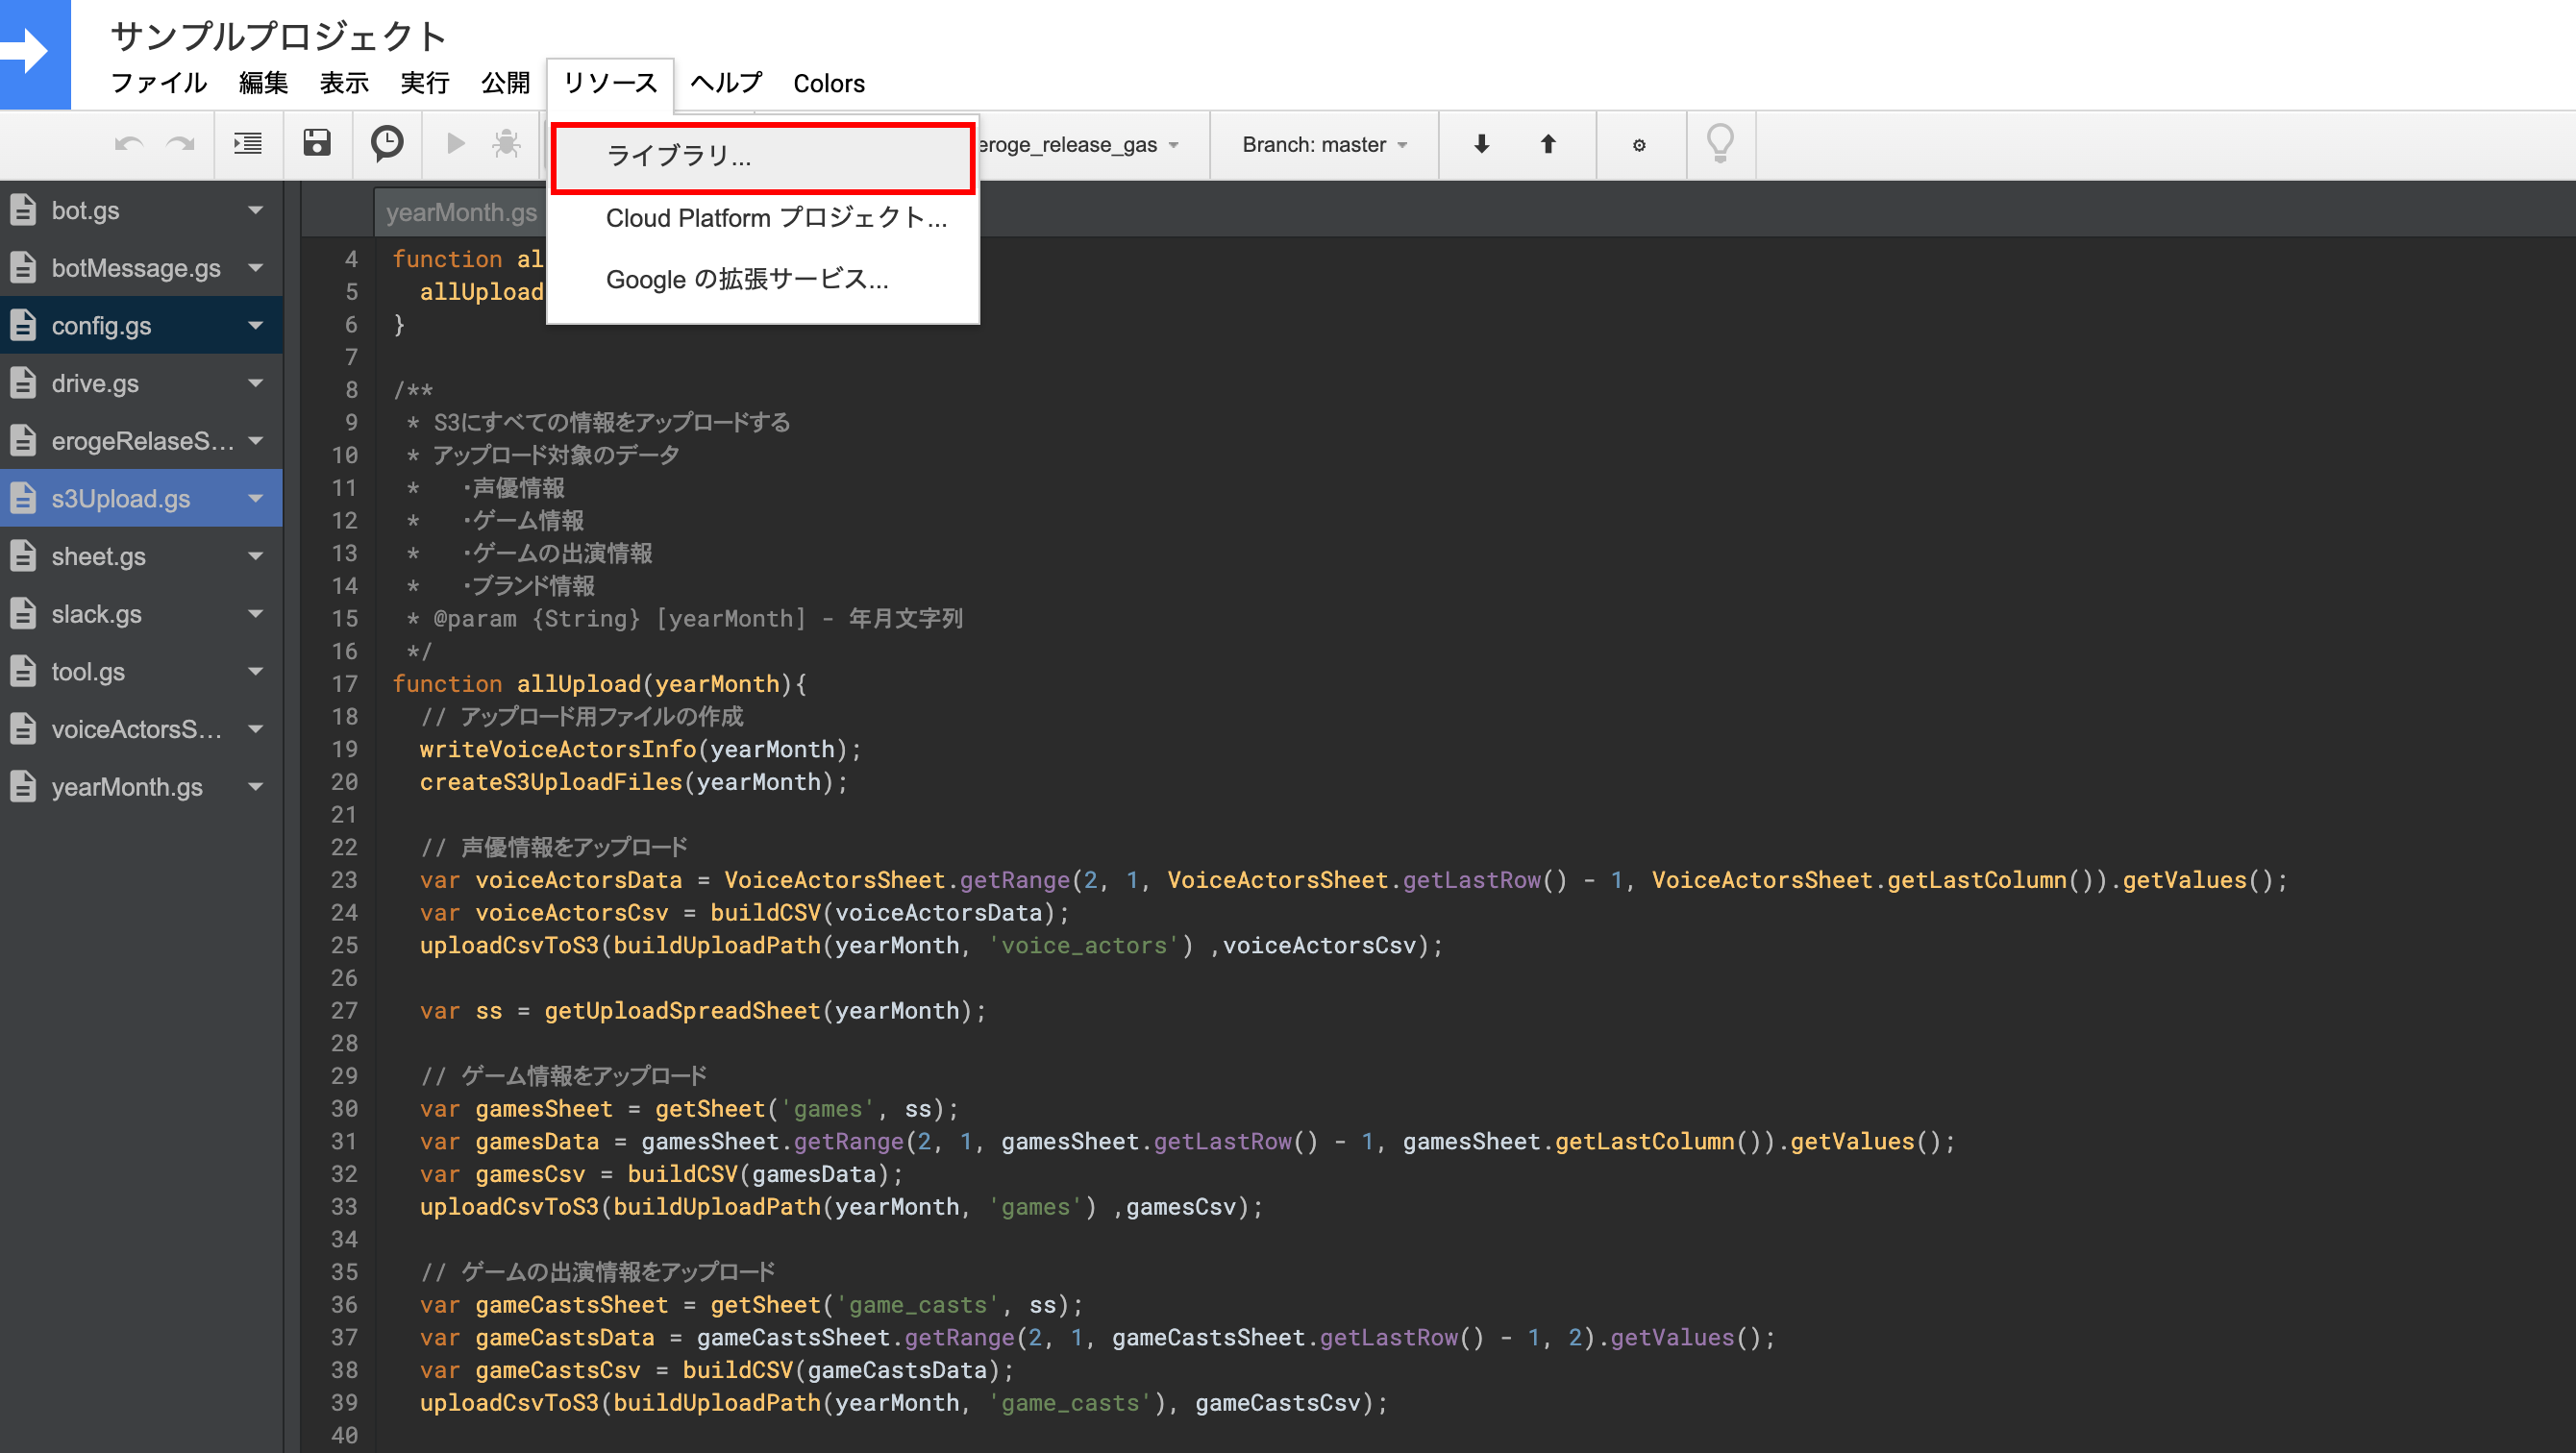 サンプルプロジェクト
ファイル 編集 表示 実行 公開 リソース ヘルプ Colors
ライブラリ...
Cloud Platform プロジェクト...
Google の拡張サービス...
eroge_release_gas
Branch: master
bot.gs
botMessage.gs
config.gs
drive.gs
erogeRelaseS...
s3Upload.gs
sheet.gs
slack.gs
tool.gs
voiceActorsS...
yearMonth.gs
yearMonth.gs
4 function al
5 allUpload
6 }
7
8 /**
9 * S3にすべての情報をアップロードする
10 * アップロード対象のデータ
11 * ・声優情報
12 * ・ゲーム情報
13 * ・ゲームの出演情報
14 * ・ブランド情報
15 * @param {String} [yearMonth] - 年月文字列
16 */
17 function allUpload(yearMonth){
18 // アップロード用ファイルの作成
19 writeVoiceActorsInfo(yearMonth);
20 createS3UploadFiles(yearMonth);
21
22 // 声優情報をアップロード
23 var voiceActorsData = VoiceActorsSheet.getRange(2, 1, VoiceActorsSheet.getLastRow() - 1, VoiceActorsSheet.getLastColumn()).getValues();
24 var voiceActorsCsv = buildCSV(voiceActorsData);
25 uploadCsvToS3(buildUploadPath(yearMonth, 'voice_actors') ,voiceActorsCsv);
26
27 var ss = getUploadSpreadSheet(yearMonth);
28
29 // ゲーム情報をアップロード
30 var gamesSheet = getSheet('games', ss);
31 var gamesData = gamesSheet.getRange(2, 1, gamesSheet.getLastRow() - 1, gamesSheet.getLastColumn()).getValues();
32 var gamesCsv = buildCSV(gamesData);
33 uploadCsvToS3(buildUploadPath(yearMonth, 'games') ,gamesCsv);
34
35 // ゲームの出演情報をアップロード
36 var gameCastsSheet = getSheet('game_casts', ss);
37 var gameCastsData = gameCastsSheet.getRange(2, 1, gameCastsSheet.getLastRow() - 1, 2).getValues();
38 var gameCastsCsv = buildCSV(gameCastsData);
39 uploadCsvToS3(buildUploadPath(yearMonth, 'game_casts'), gameCastsCsv);
40